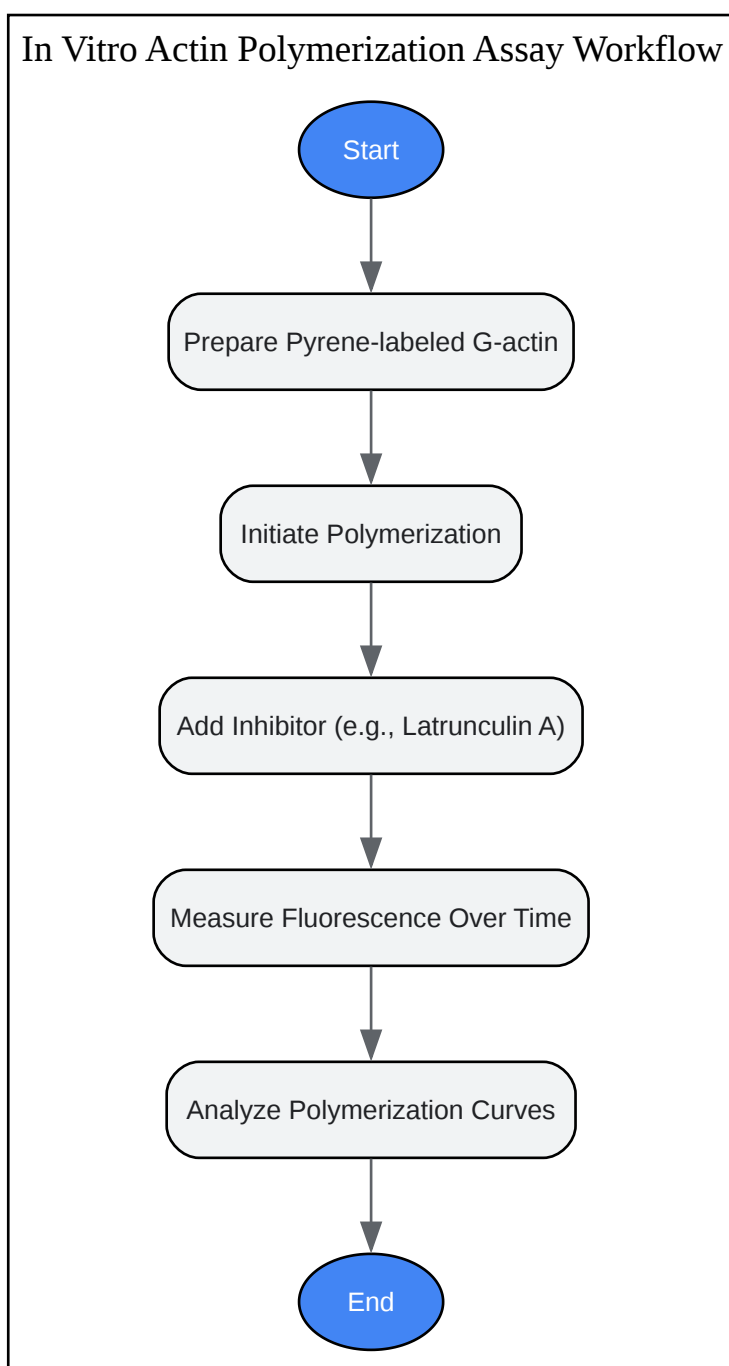 In Vitro Actin Polymerization Assay Workflow
Start
Prepare Pyrene-labeled G-actin
Initiate Polymerization
Add Inhibitor (e.g., Latrunculin A)
Measure Fluorescence Over Time
Analyze Polymerization Curves
End